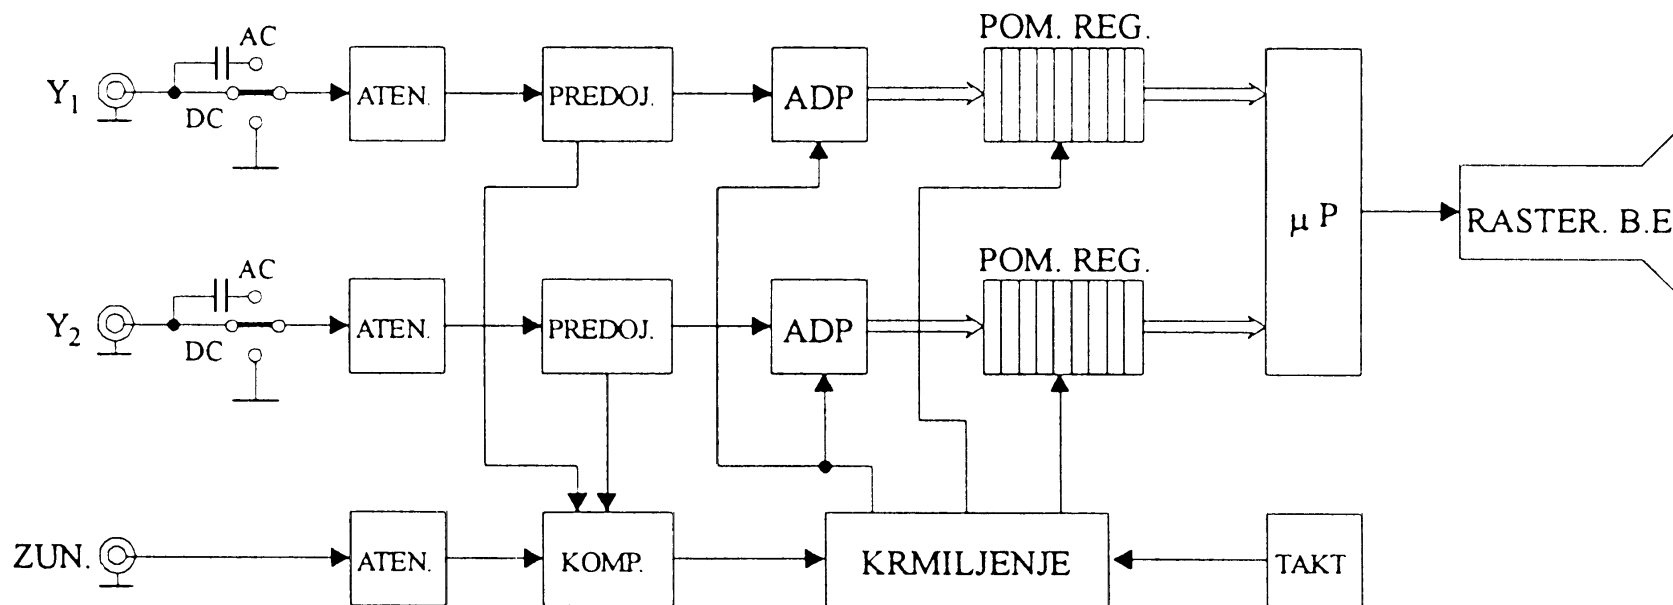 POM. REG.
AC
Y₁
DC
ATEN.
PREDOJ.
ADP
μP
RASTER. B.E
POM. REG.
AC
Y₂
DC
ATEN.
PREDOJ.
ADP
ZUN.
ATEN.
KOMP.
KRMILJENJE
TAKT